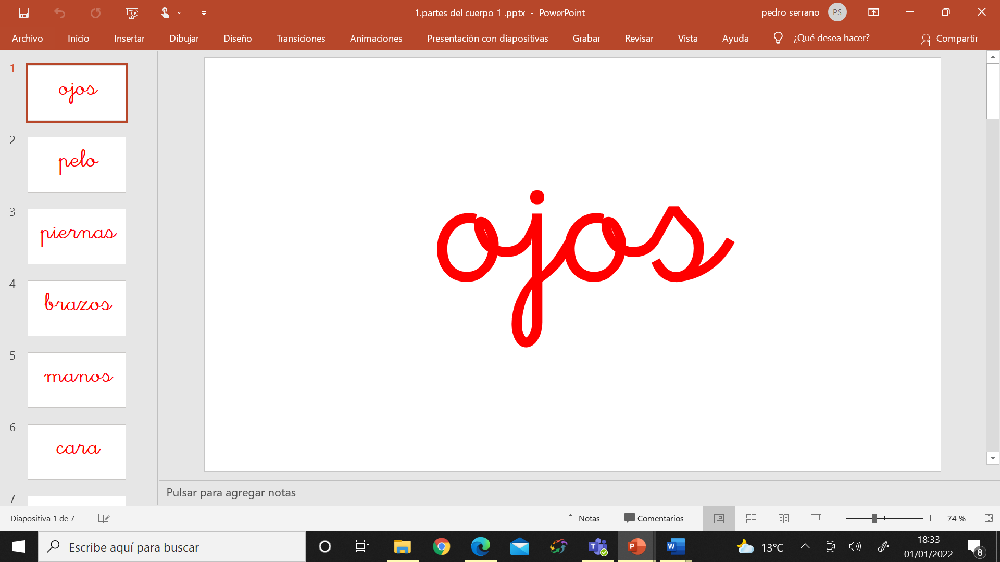 1.partes del cuerpo 1 .pptx - PowerPoint
pedro serrano PS
Archivo Inicio Insertar Dibujar Diseño Transiciones Animaciones Presentación con diapositivas Grabar Revisar Vista Ayuda ¿Qué desea hacer? Compartir
1
ojos
2
pelo
3
piernas
4
brazos
5
manos
6
cara
7
ojos
Pulsar para agregar notas
Diapositiva 1 de 7 Notas Comentarios 74 %
Escribe aquí para buscar
13°C
18:33
01/01/2022
8